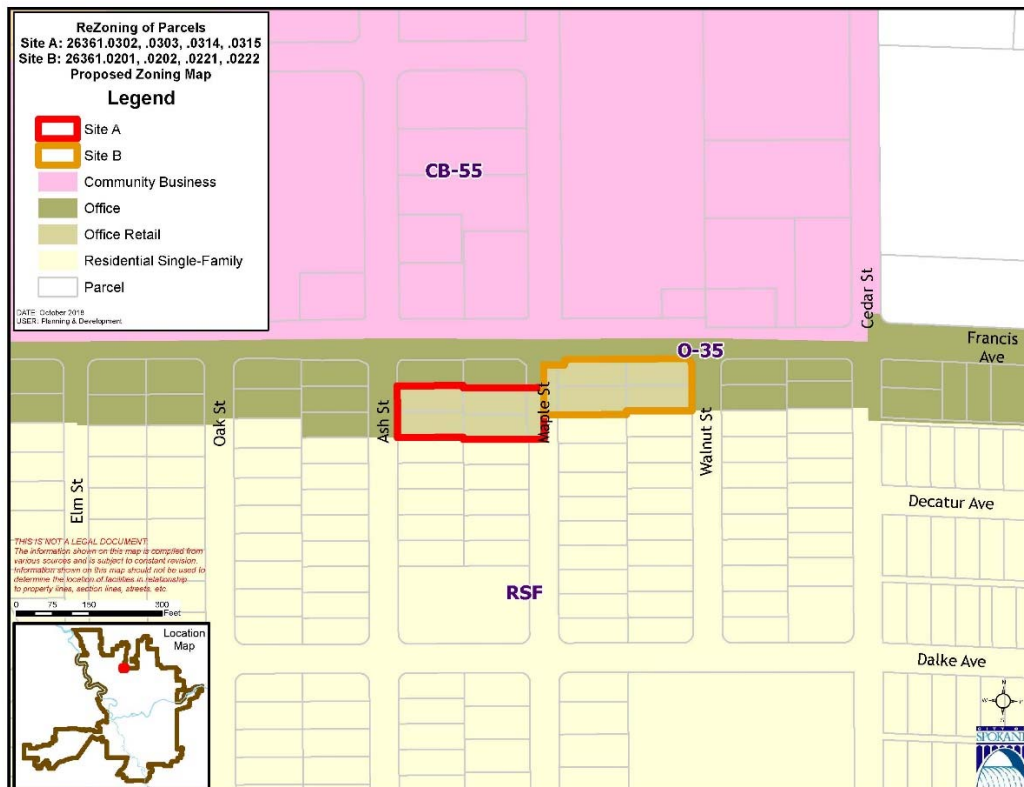 ReZoning of Parcels
Site A: 26361.0302, .0303, .0314, .0315
Site B: 26361.0201, .0202, .0221, .0222
Proposed Zoning Map
Legend
Site A
Site B
Community Business
Office
Office Retail
Residential Single-Family
Parcel
DATE: October 2018
USER: Planning & Development
CB-55
Cedar St
Francis
Ave
O-35
Oak St
Ash St
Maple St
Walnut St
Elm St
Decatur Ave
THIS IS NOT A LEGAL DOCUMENT:
The information shown on this map is compiled from
various sources and is subject to constant revision.
Information shown on this map should not be used to
determine the location of facilities in relationship
to property lines, section lines, streets, etc.
RSF
0 75 150 300
Feet
Location
Map
Dalke Ave
N
W
S
SPOKANE